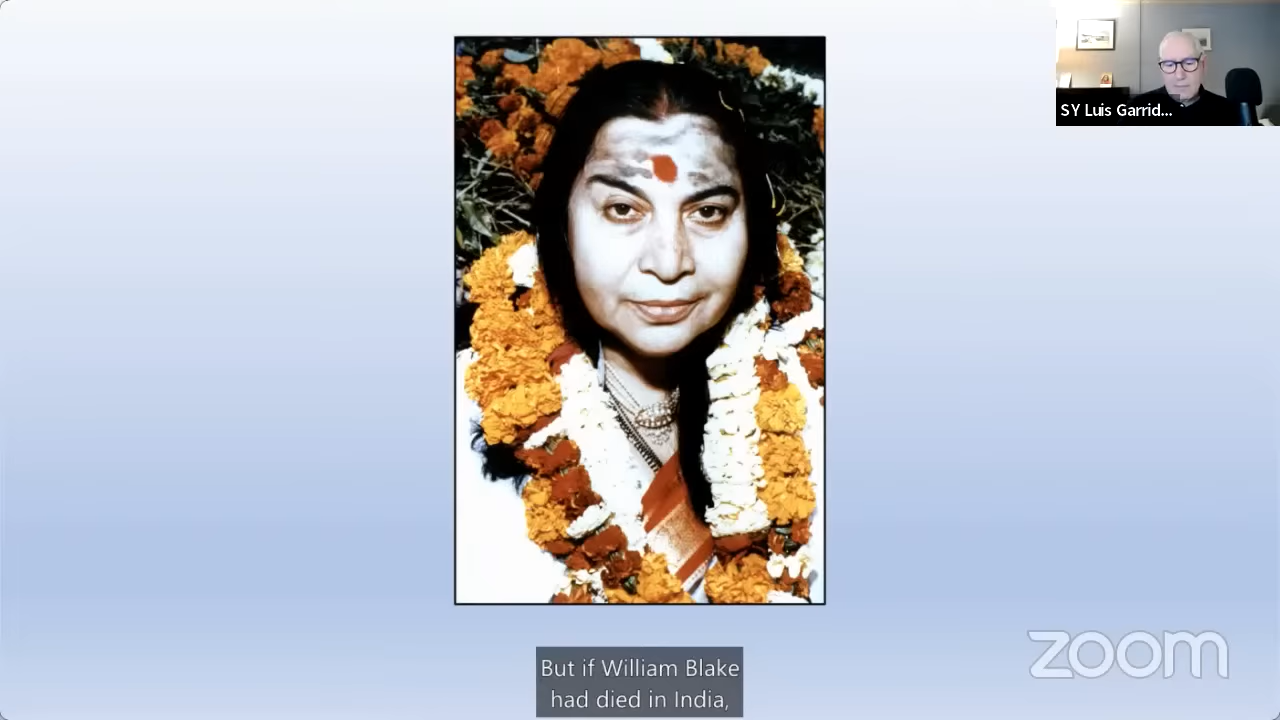 SY Luis Garrid...
zoom
But if William Blake
had died in India,